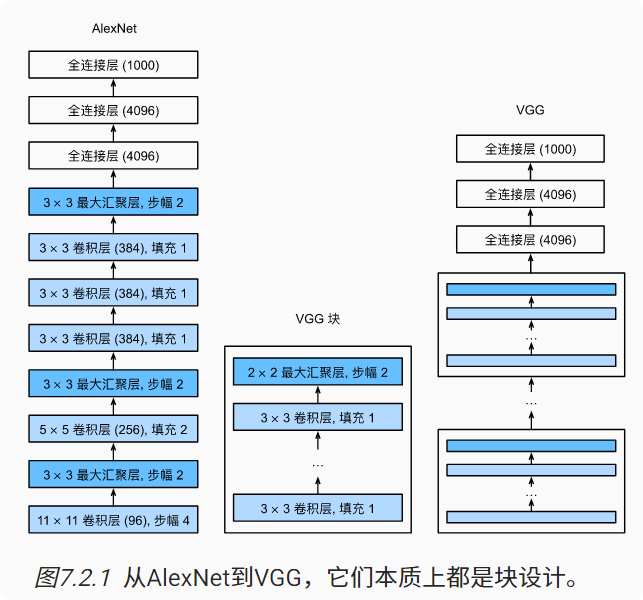 AlexNet
全连接层 (1000)
全连接层 (4096)
全连接层 (4096)
3 × 3 最大汇聚层, 步幅 2
3 × 3 卷积层 (384), 填充 1
3 × 3 卷积层 (384), 填充 1
3 × 3 卷积层 (384), 填充 1
3 × 3 最大汇聚层, 步幅 2
5 × 5 卷积层 (256), 填充 2
3 × 3 最大汇聚层, 步幅 2
11 × 11 卷积层 (96), 步幅 4
VGG 块
2 × 2 最大汇聚层, 步幅 2
3 × 3 卷积层, 填充 1
...
3 × 3 卷积层, 填充 1
VGG
全连接层 (1000)
全连接层 (4096)
全连接层 (4096)
...
...
...
图7.2.1 从AlexNet到VGG，它们本质上都是块设计。